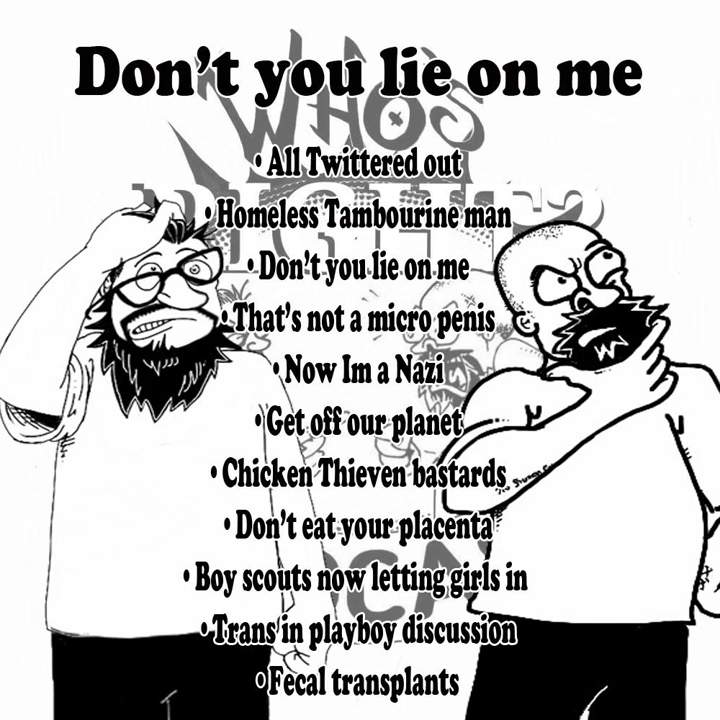 Don't you lie on me
WHO'S
RIGHT?
• All Twittered out
• Homeless Tambourine man
• Don't you lie on me
• That's not a micro penis
• Now Im a Nazi
• Get off our planet
• Chicken Thieven bastards
• Don't eat your placenta
• Boy scouts now letting girls in
• Trans in playboy discussion
• Fecal transplants